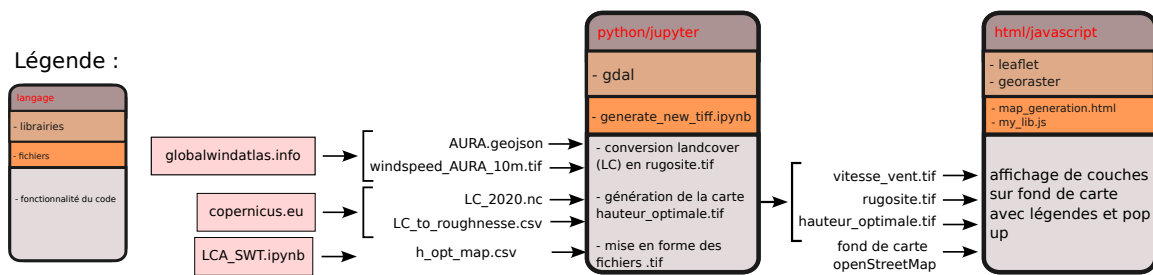 Légende :
langage
- librairies
- fichiers
- fonctionnalité du code
globalwindatlas.info
copernicus.eu
LCA_SWT.ipynb
AURA.geojson
windspeed_AURA_10m.tif
LC_2020.nc
LC_to_roughnesse.csv
h_opt_map.csv
python/jupyter
- gdal
- generate_new_tiff.ipynb
- conversion landcover
(LC) en rugosite.tif
- génération de la carte
hauteur_optimale.tif
- mise en forme des
fichiers .tif
vitesse_vent.tif
rugosite.tif
hauteur_optimale.tif
fond de carte
openStreetMap
html/javascript
- leaflet
- georaster
- map_generation.html
- my_lib.js
affichage de couches
sur fond de carte
avec légendes et pop
up